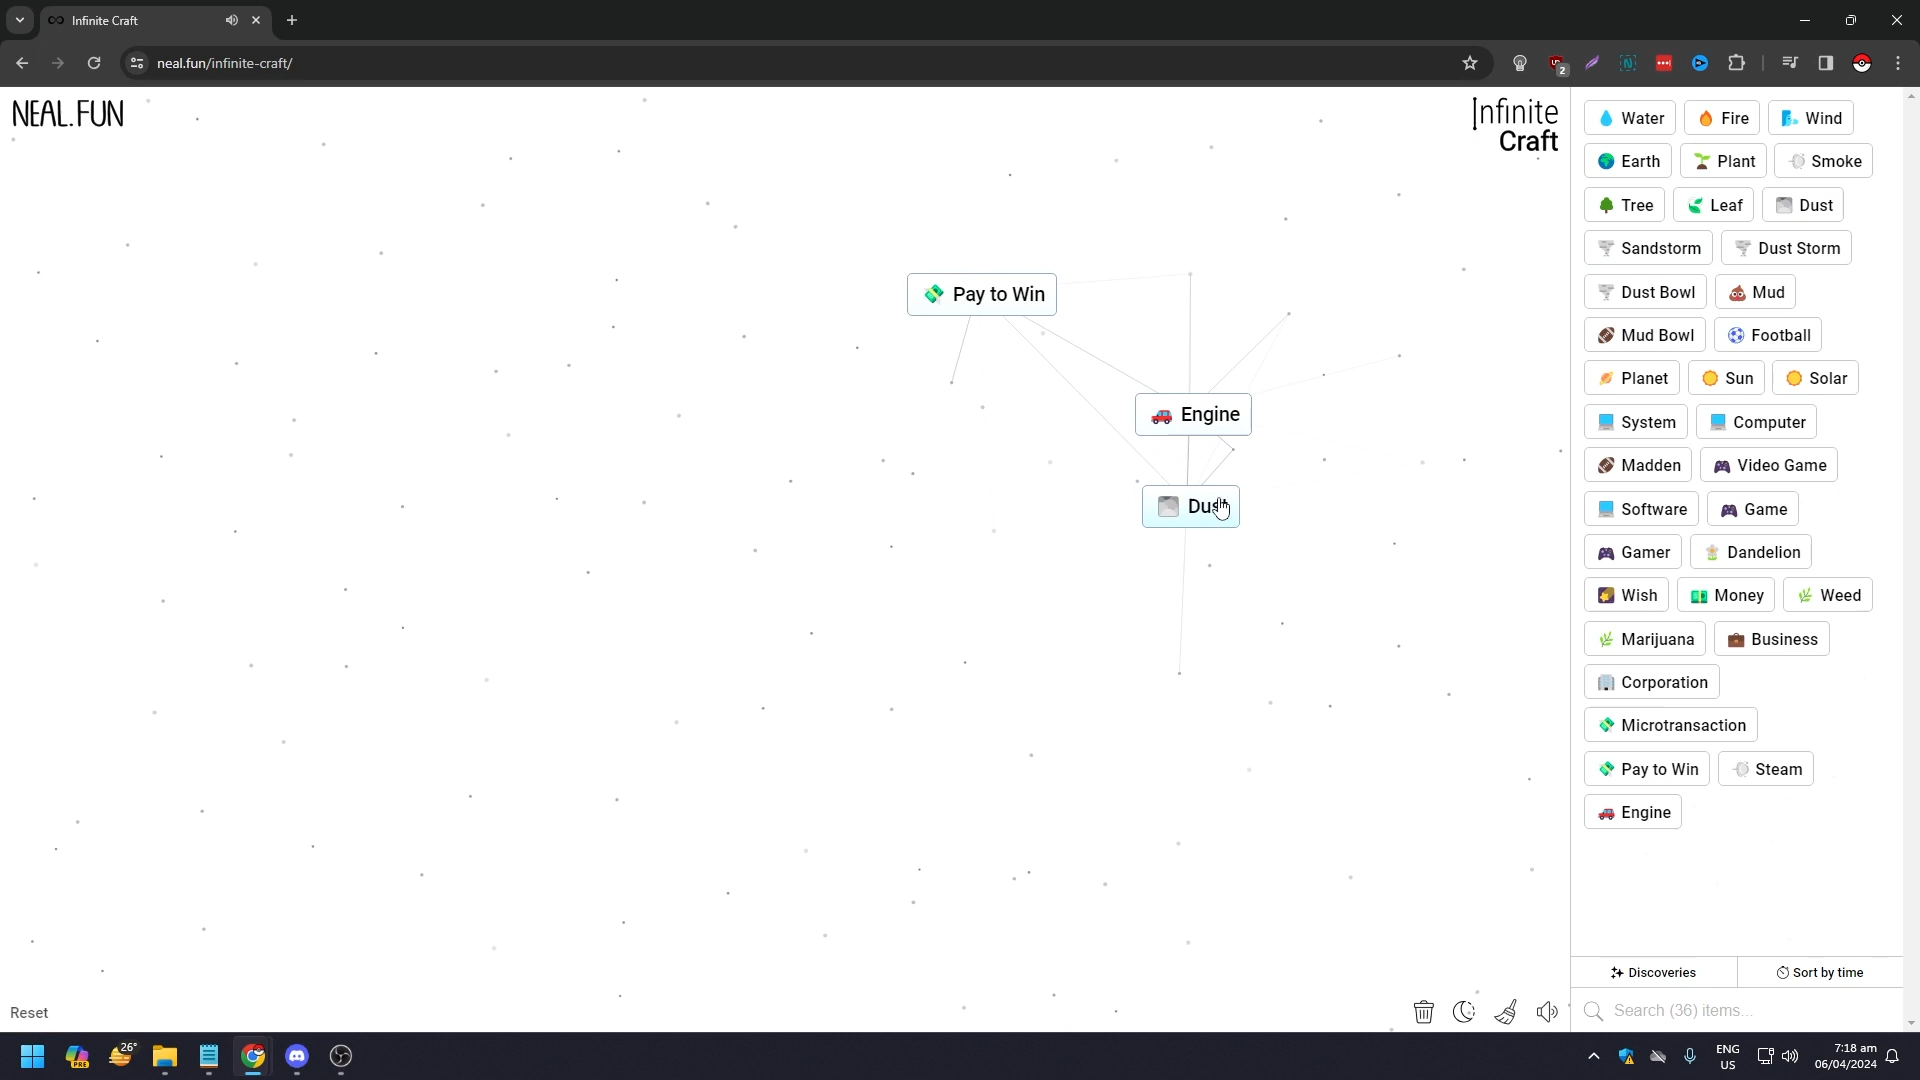 Infinite Craft
neal.fun/infinite-craft/
2
NEAL.FUN
Infinite
Craft
Pay to Win
Engine
Dust
Water Fire Wind
Earth Plant Smoke
Tree Leaf Dust
Sandstorm Dust Storm
Dust Bowl Mud
Mud Bowl Football
Planet Sun Solar
System Computer
Madden Video Game
Software Game
Gamer Dandelion
Wish Money Weed
Marijuana Business
Corporation
Microtransaction
Pay to Win Steam
Engine
Discoveries Sort by time
Search (36) items...
Reset
PRE
26°
ENG
US
7:18 am
06/04/2024